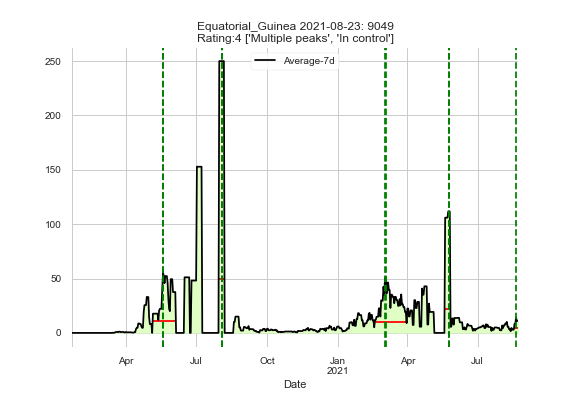 Equatorial_Guinea 2021-08-23: 9049
Rating:4 ['Multiple peaks', 'In control']
Average-7d
250
200
150
100
50
0
Apr Jul Oct Jan Apr Jul
2021
Date